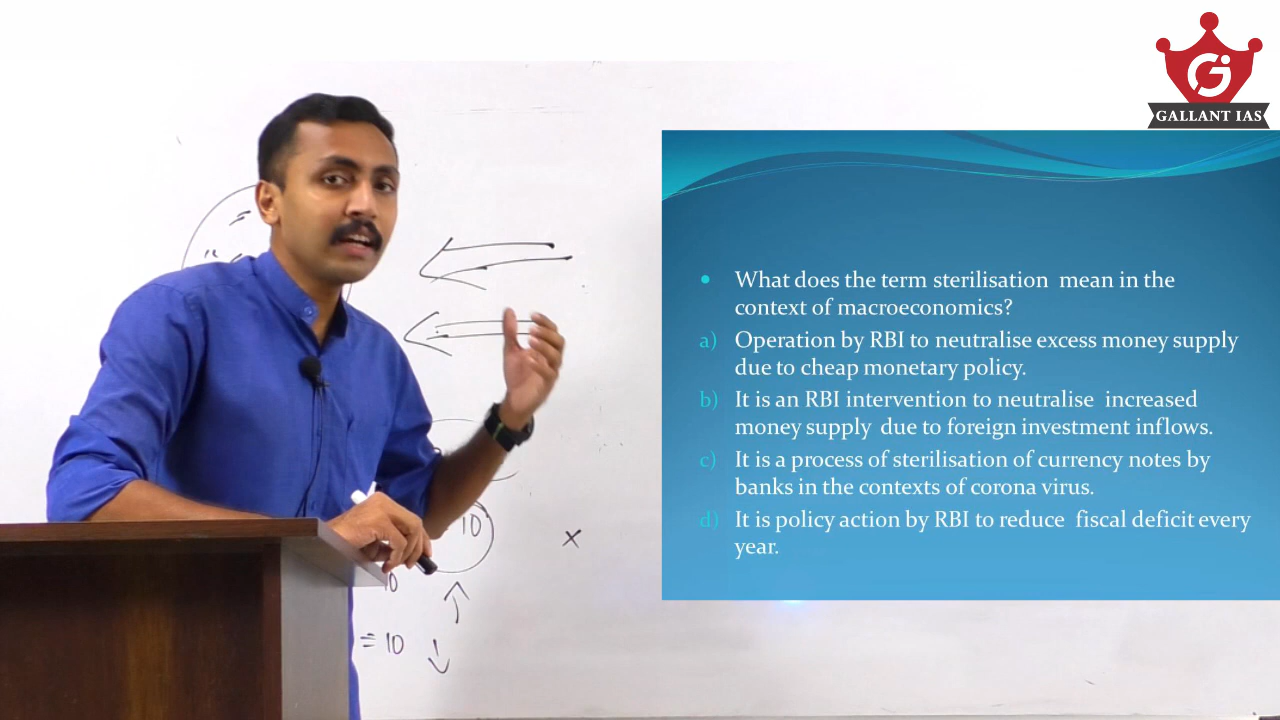 GALLANT IAS
• What does the term sterilisation mean in the
context of macroeconomics?
a) Operation by RBI to neutralise excess money supply
due to cheap monetary policy.
b) It is an RBI intervention to neutralise increased
money supply due to foreign investment inflows.
c) It is a process of sterilisation of currency notes by
banks in the contexts of corona virus.
d) It is policy action by RBI to reduce fiscal deficit every
year.
10
x
10
= 10